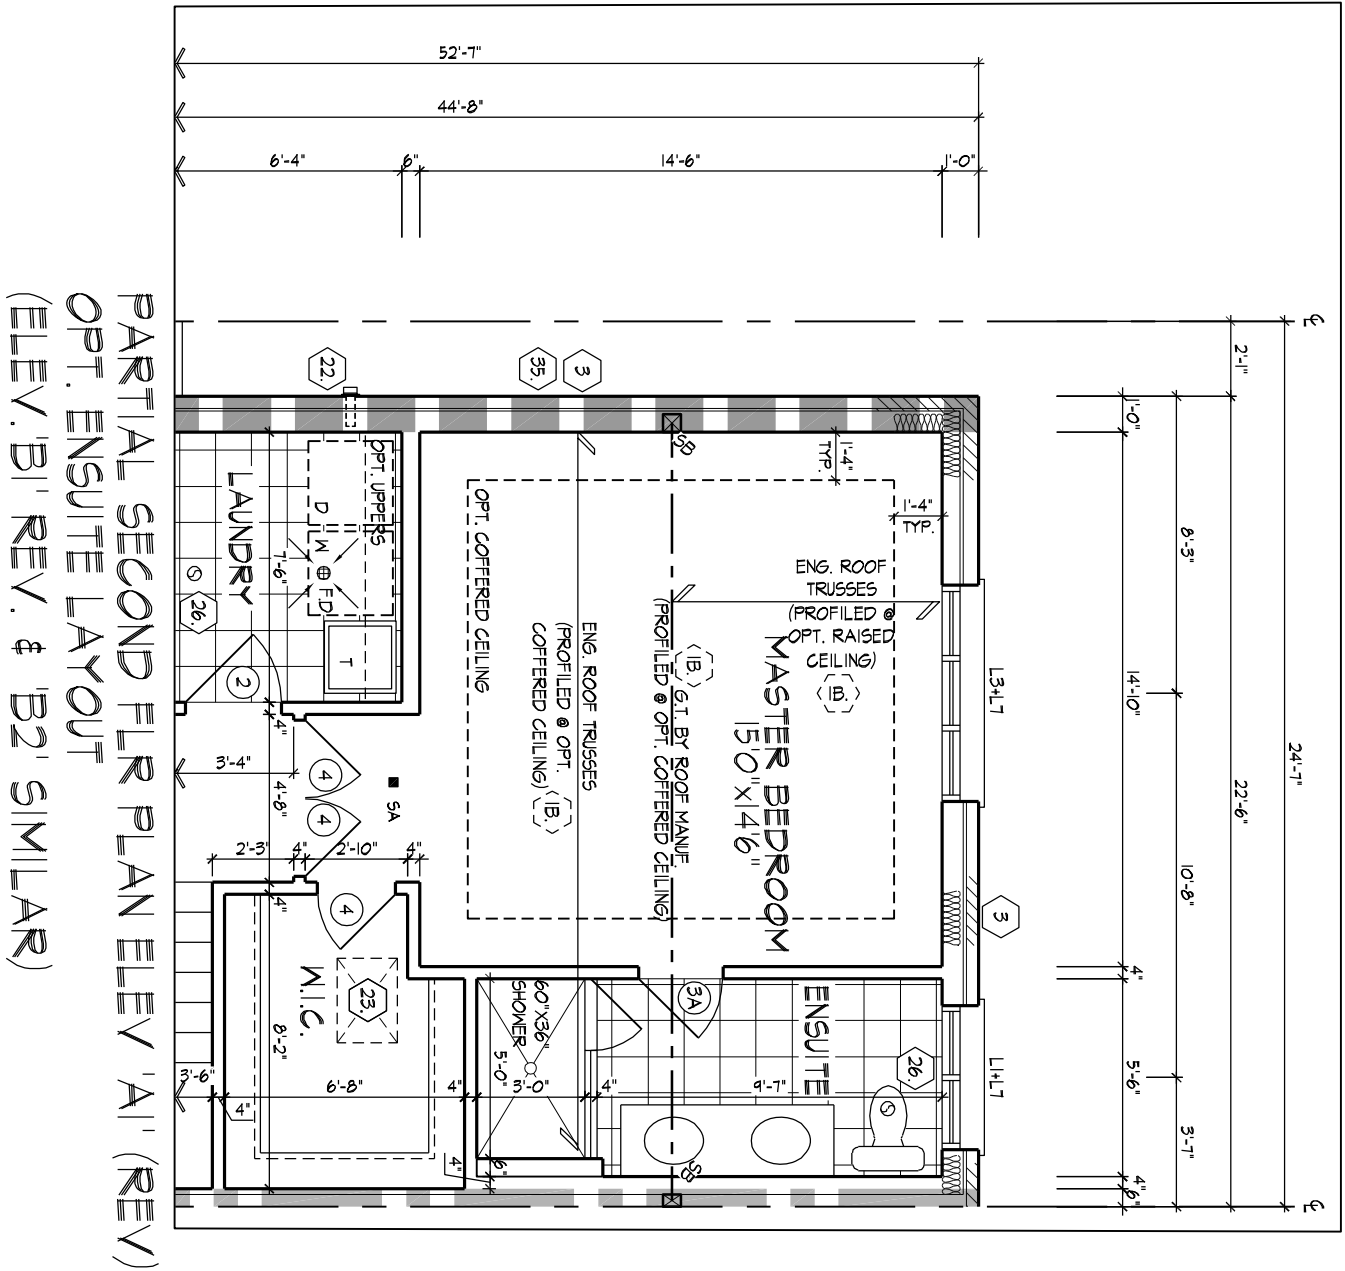 52'-7"
44'-8"
6'-4"
6"
14'-6"
1'-0"
PARTIAL SECOND FLR PLAN ELEV 'A1' (REV)
OPT. ENSUITE LAYOUT
(ELEV. 'B1' REV. & 'B2' SIMILAR)
24'-7"
2'-1"
22'-6"
8'-3"
10'-8"
3'-7"
1'-0"
14'-10"
4"
5'-6"
4"
6"
L3+L7
L1+L7
3
22.
35.
3
SB
1'-4"
TYP.
1'-4"
TYP.
ENG. ROOF
TRUSSES
(PROFILED @
OPT. RAISED
CEILING)
1B.
MASTER BEDROOM
15'0"x14'6"
G.T. BY ROOF MANUF.
(PROFILED @ OPT. COFFERED CEILING)
1B.
ENG. ROOF TRUSSES
(PROFILED @ OPT.
COFFERED CEILING)
1B.
OPT. COFFERED CEILING
OPT. UPPERS
D
W
F.D
T
LAUNDRY
7'-6"
26.
2
4"
3'-4"
4'-8"
4
4
SA
2'-3"
4"
2'-10"
4"
4"
4
W.I.C.
23.
8'-2"
3'-6"
4"
6'-8"
4"
3'-0"
4"
9'-7"
60"X36"
SHOWER
5'-0"
4"
6"
3A
ENSUITE
26.
SB